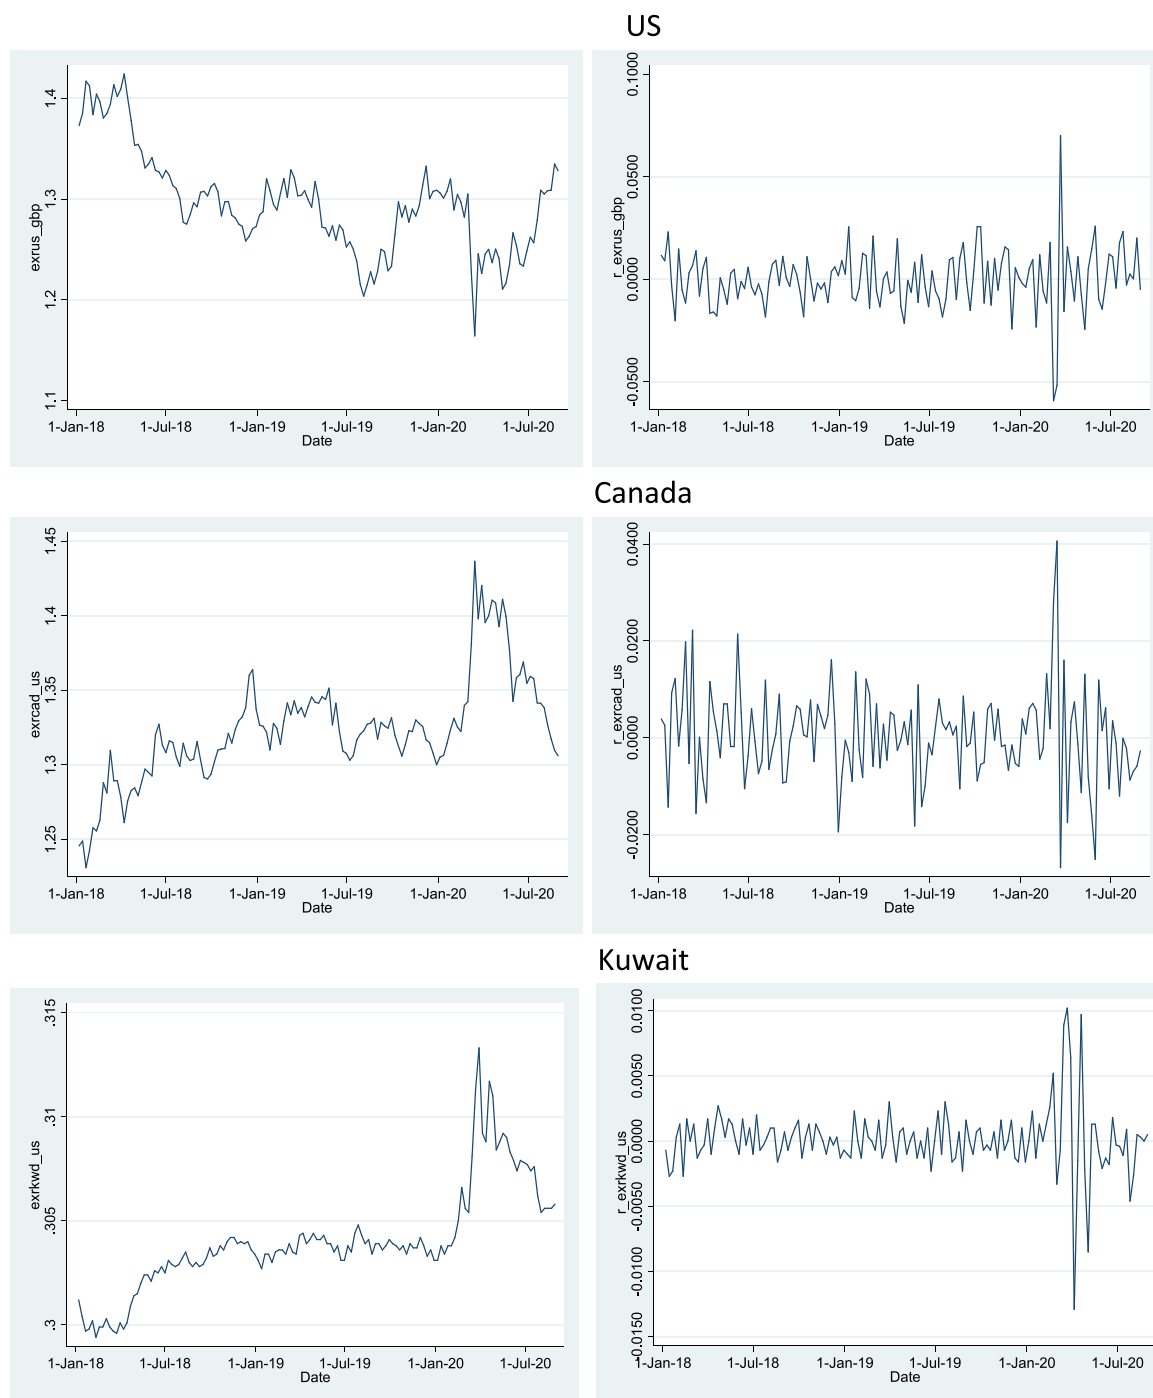 US
exrus_gbp
1.4
1.3
1.2
1.1
1-Jan-18 1-Jul-18 1-Jan-19 1-Jul-19 1-Jan-20 1-Jul-20
Date
r_exrus_gbp
0.1000
0.0500
0.0000
-0.0500
1-Jan-18 1-Jul-18 1-Jan-19 1-Jul-19 1-Jan-20 1-Jul-20
Date
Canada
exrcad_us
1.45
1.4
1.35
1.3
1.25
1-Jan-18 1-Jul-18 1-Jan-19 1-Jul-19 1-Jan-20 1-Jul-20
Date
r_exrcad_us
0.0400
0.0200
0.0000
-0.0200
1-Jan-18 1-Jul-18 1-Jan-19 1-Jul-19 1-Jan-20 1-Jul-20
Date
Kuwait
exrkwd_us
.315
.31
.305
.3
1-Jan-18 1-Jul-18 1-Jan-19 1-Jul-19 1-Jan-20 1-Jul-20
Date
r_exrkwd_us
0.0100
0.0050
0.0000
-0.0050
-0.0100
0.0150
1-Jan-18 1-Jul-18 1-Jan-19 1-Jul-19 1-Jan-20 1-Jul-20
Date